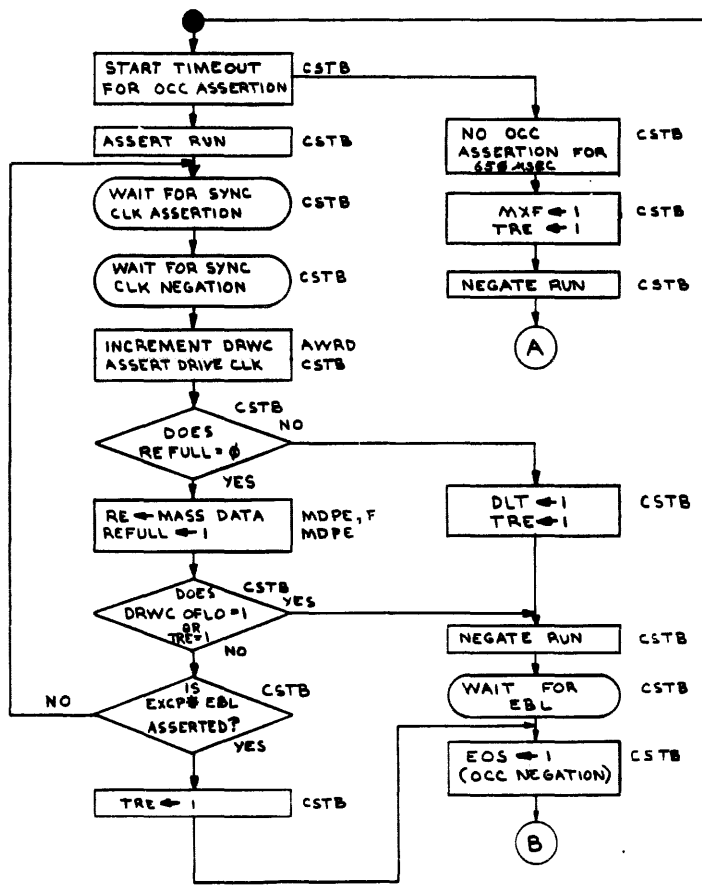 START TIMEOUT
FOR OCC ASSERTION
CSTB
ASSERT RUN
CSTB
WAIT FOR SYNC
CLK ASSERTION
CSTB
WAIT FOR SYNC
CLK NEGATION
CSTB
INCREMENT DRWC
ASSERT DRIVE CLK
AWRD
CSTB
CSTB
DOES
REFULL = ø
NO
YES
RE ← MASS DATA
REFULL ← 1
MDPE, F
MDPE
DOES
DRWC OFLO = 1
OR
TRE = 1
CSTB
YES
NO
IS
EXCP * EBL
ASSERTED?
CSTB
NO
YES
TRE ← 1
CSTB
NO OCC
ASSERTION FOR
650 µSEC
CSTB
MXF ← 1
TRE ← 1
CSTB
NEGATE RUN
CSTB
A
DLT ← 1
TRE ← 1
CSTB
NEGATE RUN
CSTB
WAIT FOR
EBL
CSTB
EOS ← 1
(OCC NEGATION)
CSTB
B